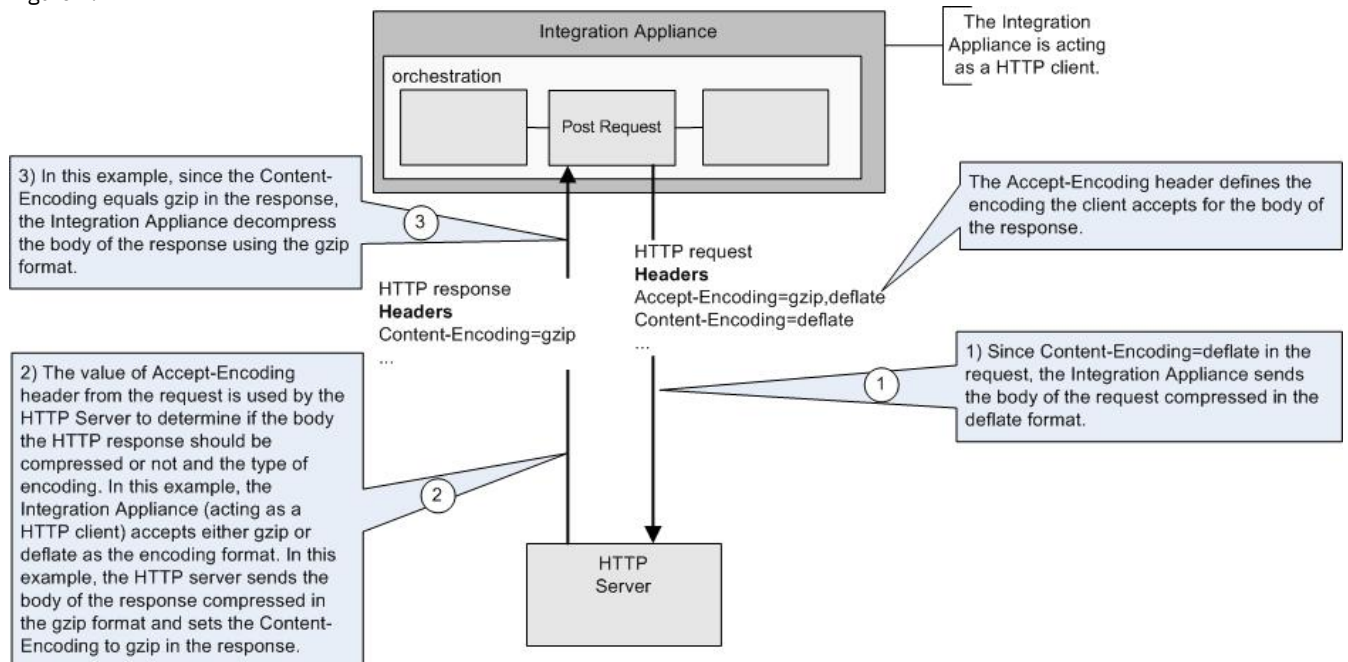 Integration Appliance
The Integration
Appliance is acting
as a HTTP client.
orchestration
Post Request
3) In this example, since the Content-
Encoding equals gzip in the response,
the Integration Appliance decompress
the body of the response using the gzip
format.
3
The Accept-Encoding header defines the
encoding the client accepts for the body of
the response.
HTTP request
Headers
Accept-Encoding=gzip,deflate
Content-Encoding=deflate
...
HTTP response
Headers
Content-Encoding=gzip
...
1) Since Content-Encoding=deflate in the
request, the Integration Appliance sends
the body of the request compressed in the
deflate format.
1
2) The value of Accept-Encoding
header from the request is used by the
HTTP Server to determine if the body
the HTTP response should be
compressed or not and the type of
encoding. In this example, the
Integration Appliance (acting as a
HTTP client) accepts either gzip or
deflate as the encoding format. In this
example, the HTTP server sends the
body of the response compressed in
the gzip format and sets the Content-
Encoding to gzip in the response.
2
HTTP
Server